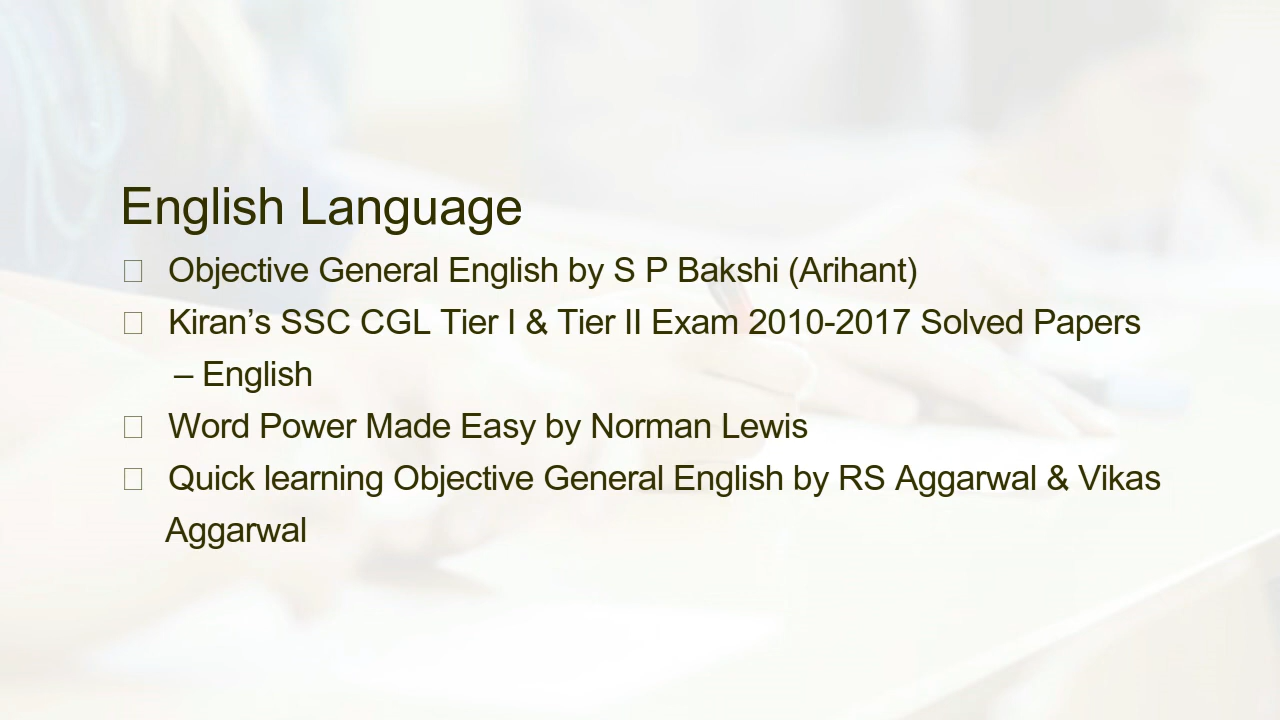 English Language
Objective General English by S P Bakshi (Arihant)
Kiran’s SSC CGL Tier I & Tier II Exam 2010-2017 Solved Papers
– English
Word Power Made Easy by Norman Lewis
Quick learning Objective General English by RS Aggarwal & Vikas
Aggarwal